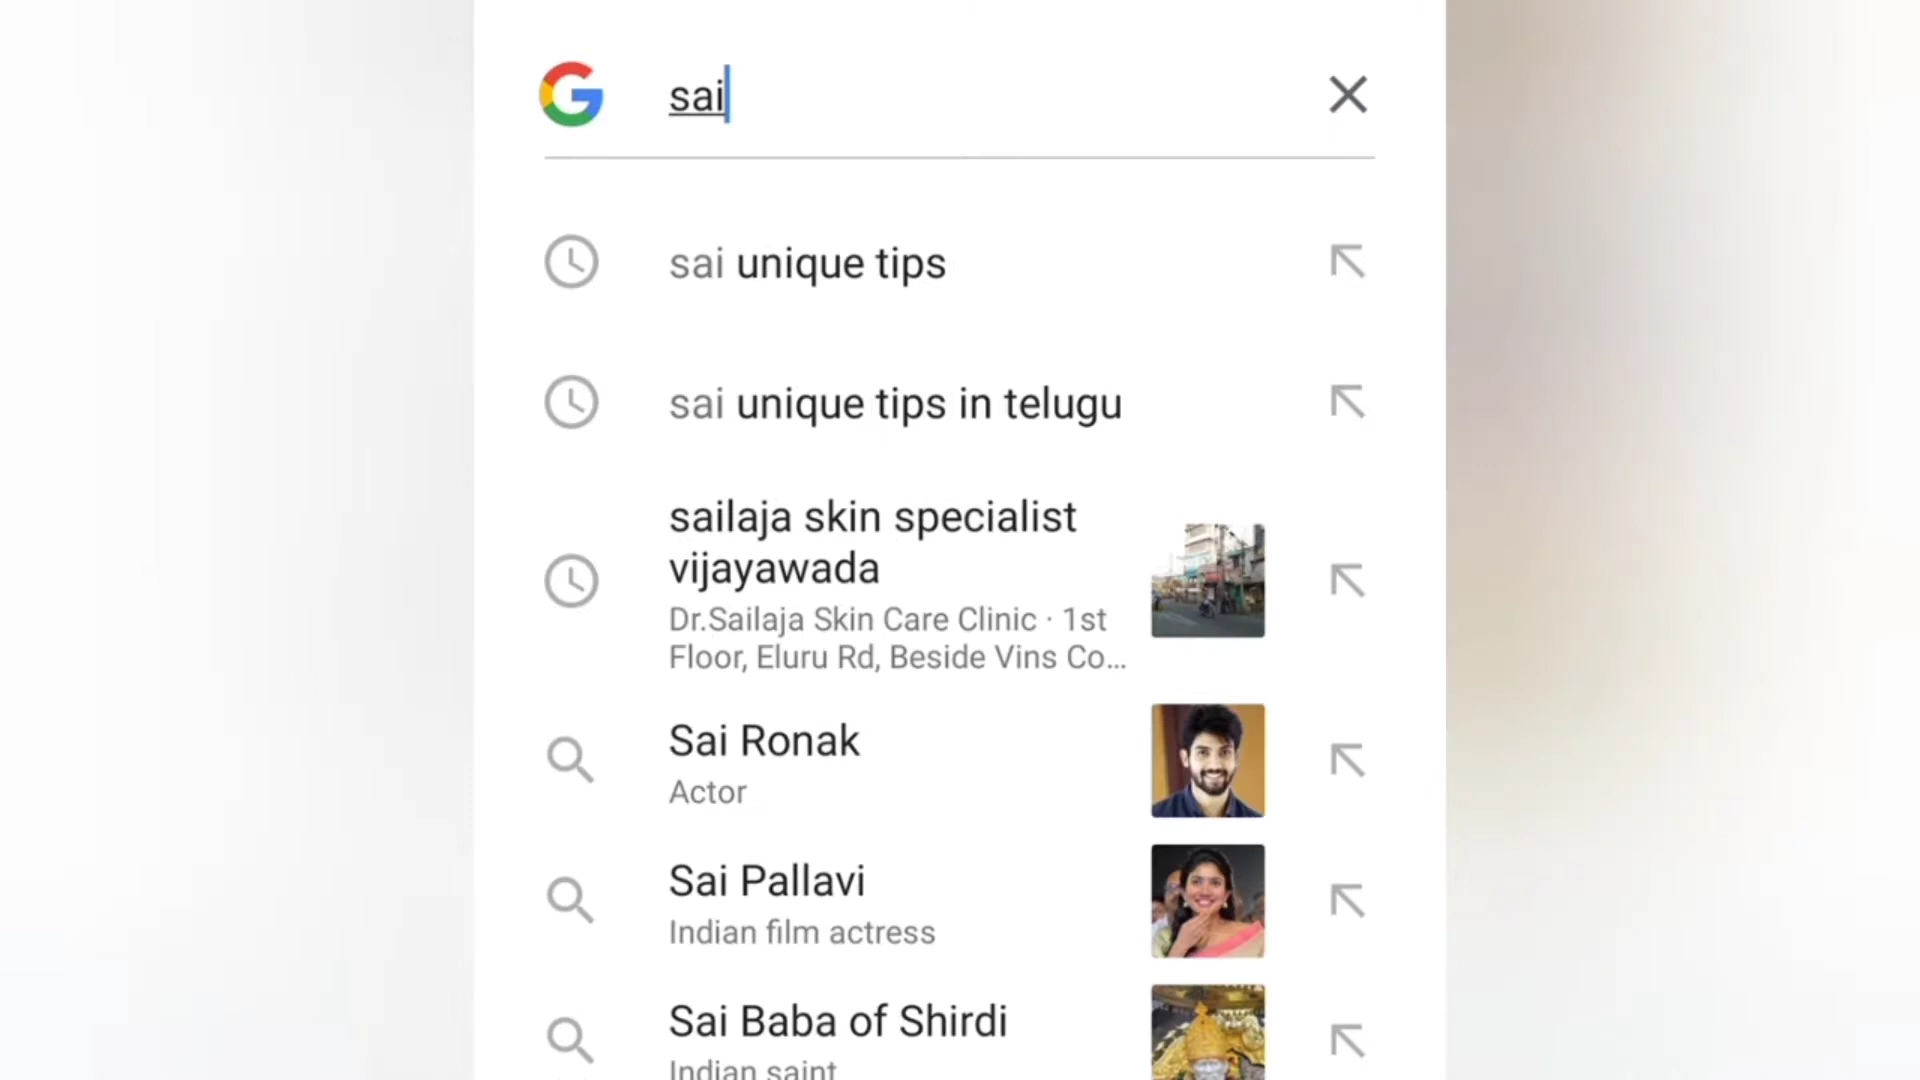 sai
sai unique tips
sai unique tips in telugu
sailaja skin specialist
vijayawada
Dr.Sailaja Skin Care Clinic · 1st
Floor, Eluru Rd, Beside Vins Co...
Sai Ronak
Actor
Sai Pallavi
Indian film actress
Sai Baba of Shirdi
Indian saint